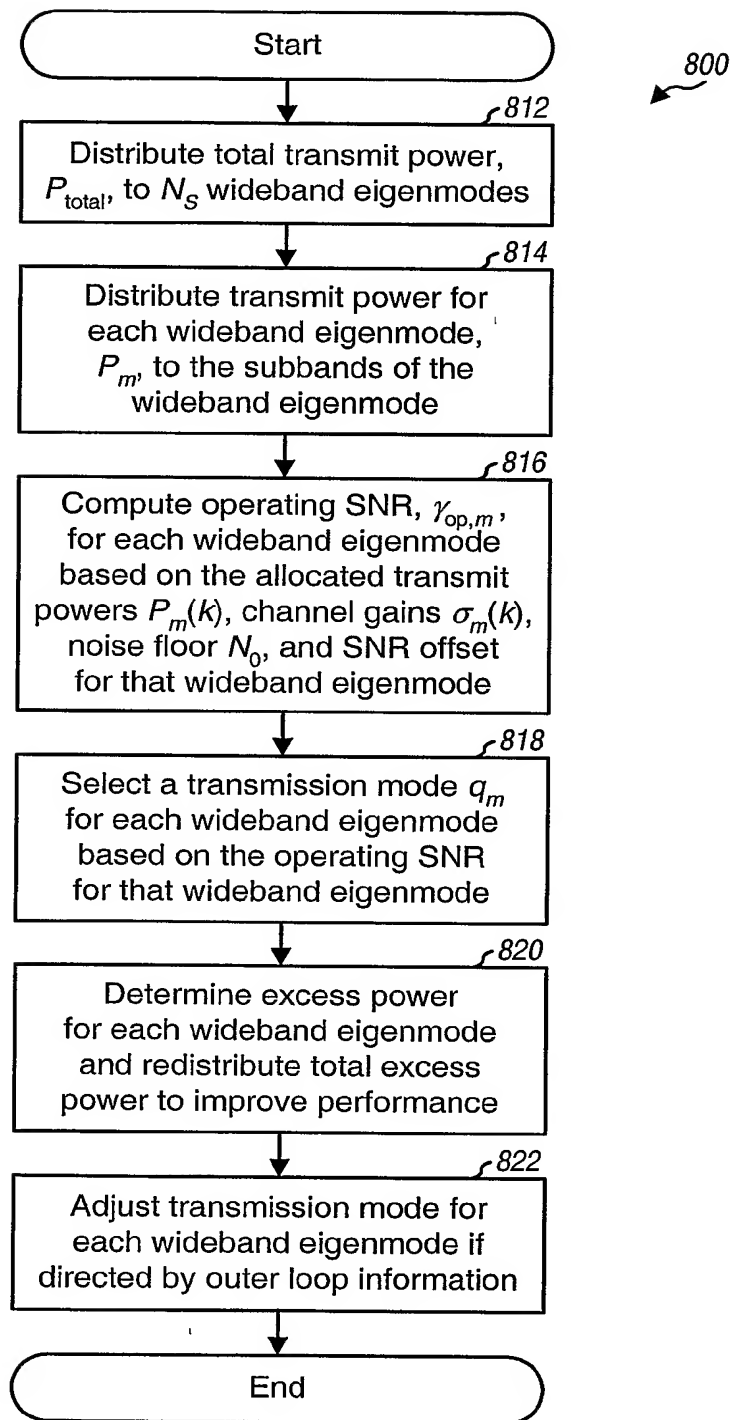 Start
800
812
Distribute total transmit power,
P_total, to N_S wideband eigenmodes
814
Distribute transmit power for
each wideband eigenmode,
P_m, to the subbands of the
wideband eigenmode
816
Compute operating SNR, γ_op,m,
for each wideband eigenmode
based on the allocated transmit
powers P_m(k), channel gains σ_m(k),
noise floor N_0, and SNR offset
for that wideband eigenmode
818
Select a transmission mode q_m
for each wideband eigenmode
based on the operating SNR
for that wideband eigenmode
820
Determine excess power
for each wideband eigenmode
and redistribute total excess
power to improve performance
822
Adjust transmission mode for
each wideband eigenmode if
directed by outer loop information
End